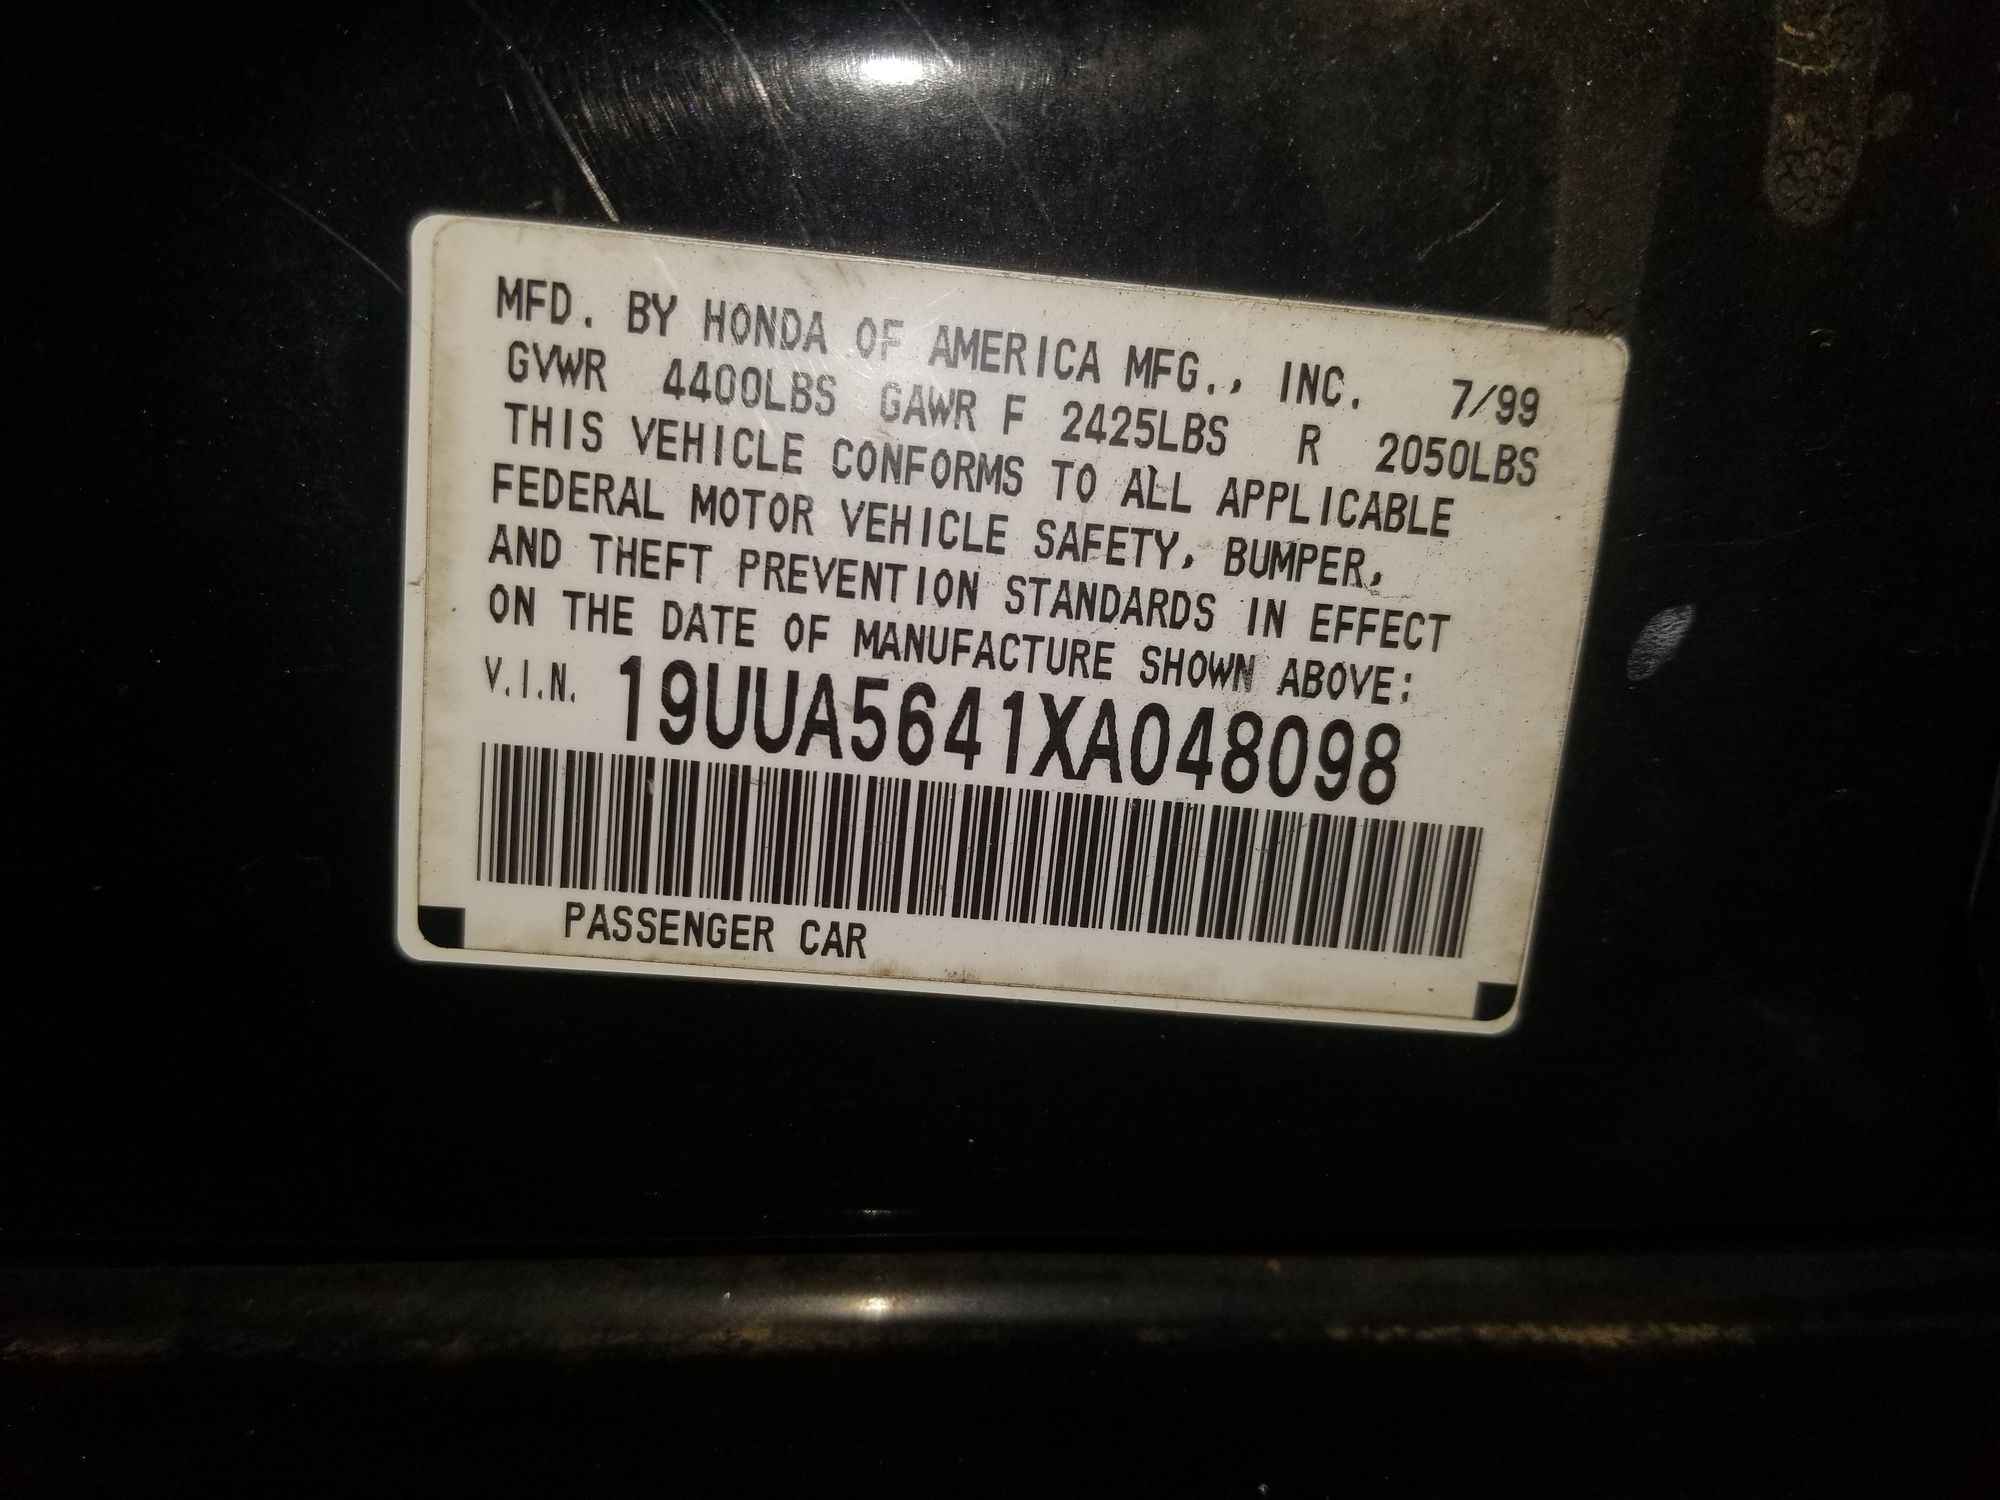 MFD. BY HONDA OF AMERICA MFG., INC. 7/99
GVWR 4400LBS GAWR F 2425LBS R 2050LBS
THIS VEHICLE CONFORMS TO ALL APPLICABLE
FEDERAL MOTOR VEHICLE SAFETY, BUMPER,
AND THEFT PREVENTION STANDARDS IN EFFECT
ON THE DATE OF MANUFACTURE SHOWN ABOVE:
V.I.N. 19UUA5641XA048098
PASSENGER CAR